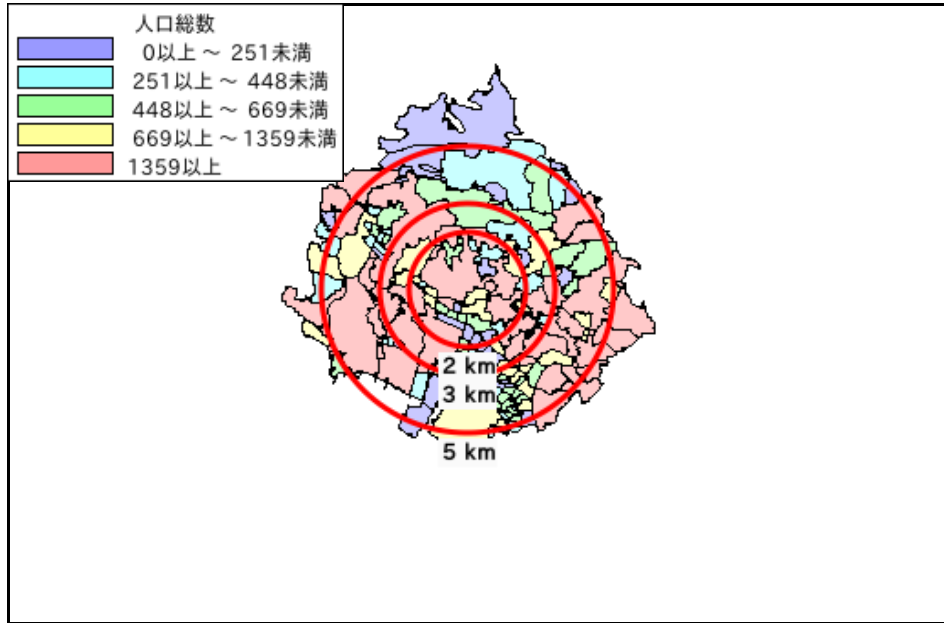 人口総数
0以上 ～ 251未満
251以上 ～ 448未満
448以上 ～ 669未満
669以上 ～ 1359未満
1359以上
2 km
3 km
5 km